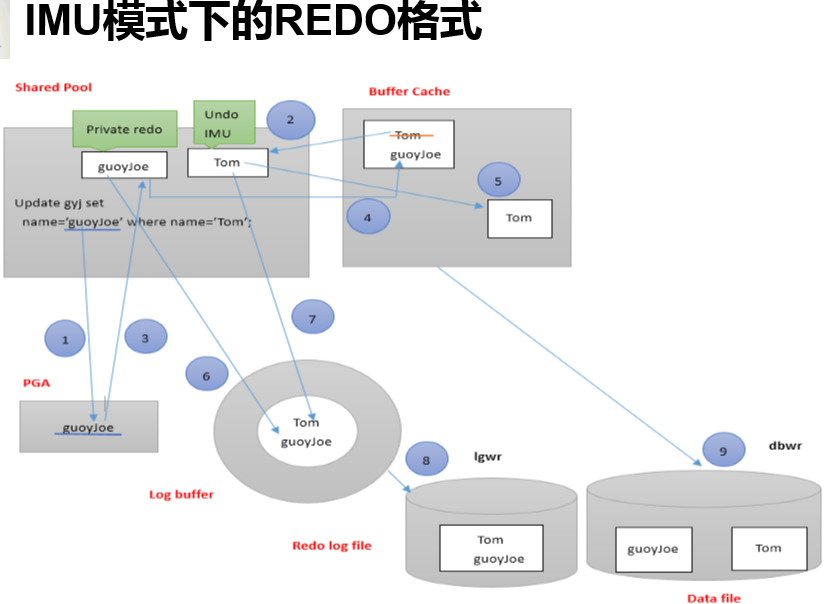 IMU模式下的REDO格式
Shared Pool
Buffer Cache
Private redo
Undo
IMU
2
guoyJoe
Tom
Tom
guoyJoe
5
Tom
4
Update gyj set
name='guoyJoe' where name='Tom';
1
3
7
6
PGA
guoyJoe
Tom
guoyJoe
Log buffer
8
lgwr
9
dbwr
Redo log file
Tom
guoyJoe
guoyJoe
Tom
Data file